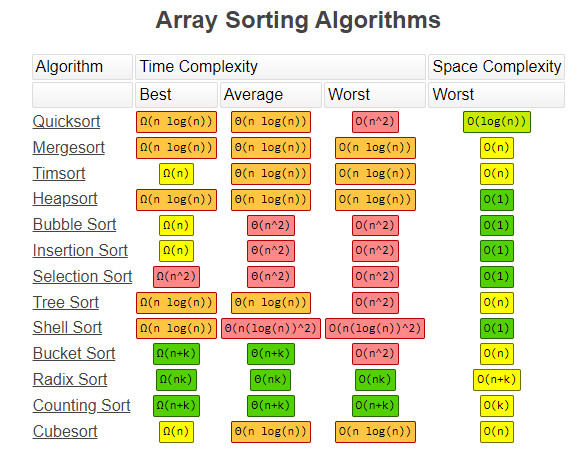 Array Sorting Algorithms
Algorithm Time Complexity Space Complexity
Best Average Worst Worst
Quicksort Ω(n log(n)) Θ(n log(n)) O(n^2) O(log(n))
Mergesort Ω(n log(n)) Θ(n log(n)) O(n log(n)) O(n)
Timsort Ω(n) Θ(n log(n)) O(n log(n)) O(n)
Heapsort Ω(n log(n)) Θ(n log(n)) O(n log(n)) O(1)
Bubble Sort Ω(n) Θ(n^2) O(n^2) O(1)
Insertion Sort Ω(n) Θ(n^2) O(n^2) O(1)
Selection Sort Ω(n^2) Θ(n^2) O(n^2) O(1)
Tree Sort Ω(n log(n)) Θ(n log(n)) O(n^2) O(n)
Shell Sort Ω(n log(n)) Θ(n(log(n))^2) O(n(log(n))^2) O(1)
Bucket Sort Ω(n+k) Θ(n+k) O(n^2) O(n)
Radix Sort Ω(nk) Θ(nk) O(nk) O(n+k)
Counting Sort Ω(n+k) Θ(n+k) O(n+k) O(k)
Cubesort Ω(n) Θ(n log(n)) O(n log(n)) O(n)